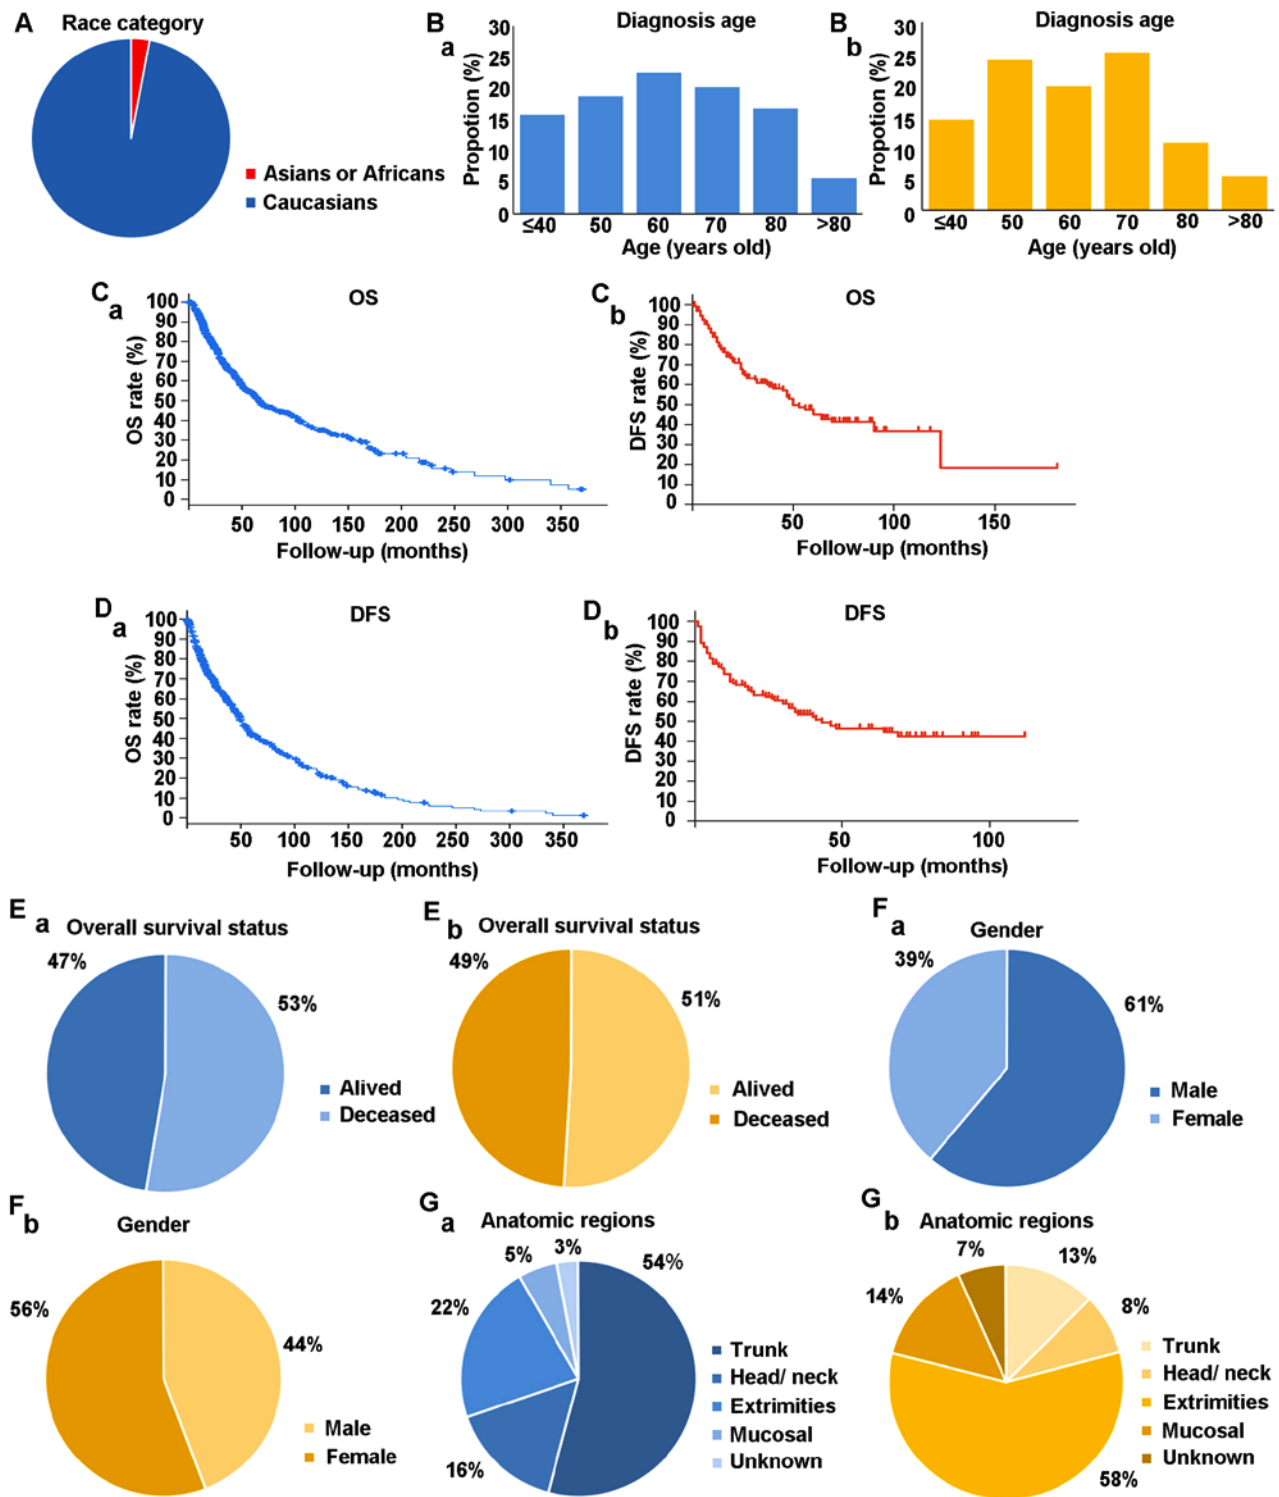 A
Race category
Asians or Africans
Caucasians
B
a
Diagnosis age
Propotion (%)
30
25
20
15
10
5
0
≤40 50 60 70 80 >80
Age (years old)
B
b
Diagnosis age
Propotion (%)
30
25
20
15
10
5
0
≤40 50 60 70 80 >80
Age (years old)
C
a
OS
OS rate (%)
100
90
80
70
60
50
40
30
20
10
0
50 100 150 200 250 300 350
Follow-up (months)
C
b
OS
DFS rate (%)
100
90
80
70
60
50
40
30
20
10
0
50 100 150
Follow-up (months)
D
a
DFS
OS rate (%)
100
90
80
70
60
50
40
30
20
10
0
50 100 150 200 250 300 350
Follow-up (months)
D
b
DFS
DFS rate (%)
100
90
80
70
60
50
40
30
20
10
0
50 100
Follow-up (months)
E
a
Overall survival status
47%
53%
Alived
Deceased
E
b
Overall survival status
49%
51%
Alived
Deceased
F
a
Gender
39%
61%
Male
Female
F
b
Gender
56%
44%
Male
Female
G
a
Anatomic regions
5% 3% 54%
22%
16%
Trunk
Head/ neck
Extrimities
Mucosal
Unknown
G
b
Anatomic regions
7% 13%
14% 8%
58%
Trunk
Head/ neck
Extrimities
Mucosal
Unknown